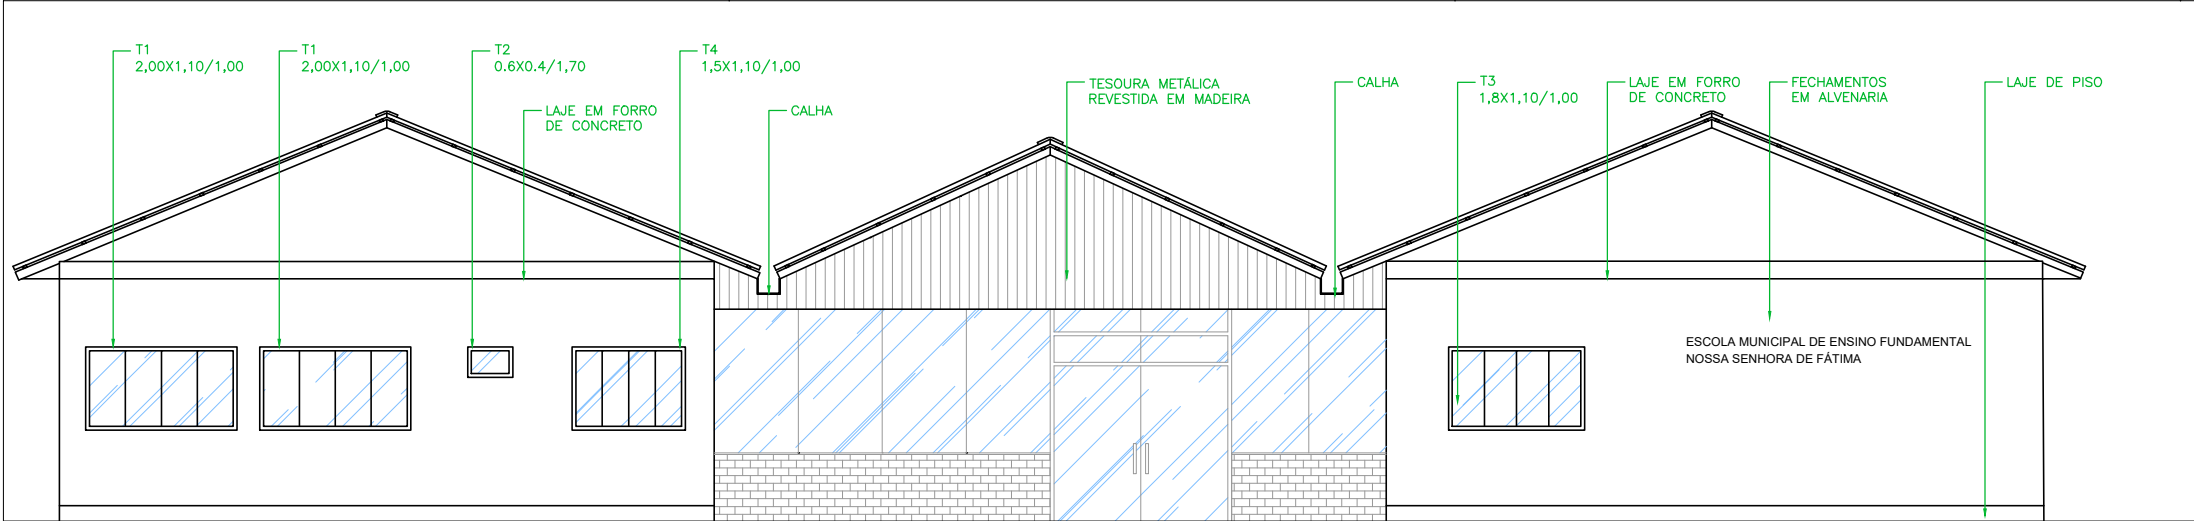 T1
2,00X1,10/1,00
T1
2,00X1,10/1,00
T2
0.6X0.4/1,70
T4
1,5X1,10/1,00
LAJE EM FORRO
DE CONCRETO
CALHA
TESOURA METÁLICA
REVESTIDA EM MADEIRA
CALHA
T3
1,8X1,10/1,00
LAJE EM FORRO
DE CONCRETO
FECHAMENTOS
EM ALVENARIA
LAJE DE PISO
ESCOLA MUNICIPAL DE ENSINO FUNDAMENTAL
NOSSA SENHORA DE FÁTIMA